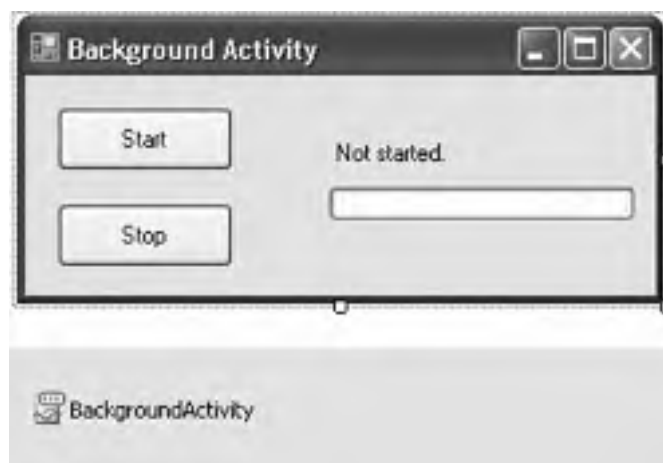 Background Activity
Start
Not started.
Stop
BackgroundActivity